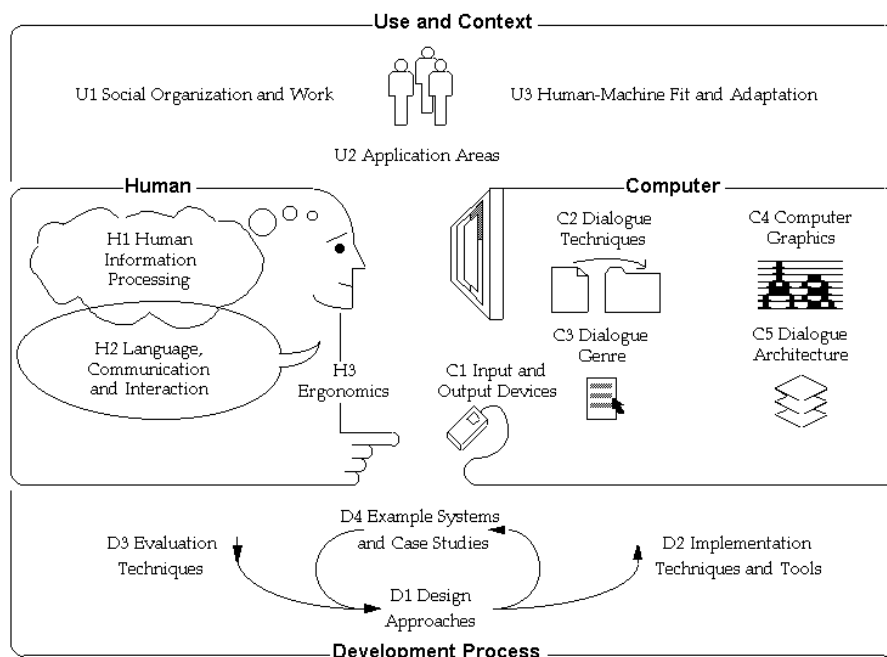 Use and Context
U1 Social Organization and Work
U3 Human-Machine Fit and Adaptation
U2 Application Areas
Human
H1 Human
Information
Processing
H2 Language,
Communication
and Interaction
H3
Ergonomics
Computer
C2 Dialogue
Techniques
C4 Computer
Graphics
C3 Dialogue
Genre
C5 Dialogue
Architecture
C1 Input and
Output Devices
D4 Example Systems
and Case Studies
D3 Evaluation
Techniques
D2 Implementation
Techniques and Tools
D1 Design
Approaches
Development Process